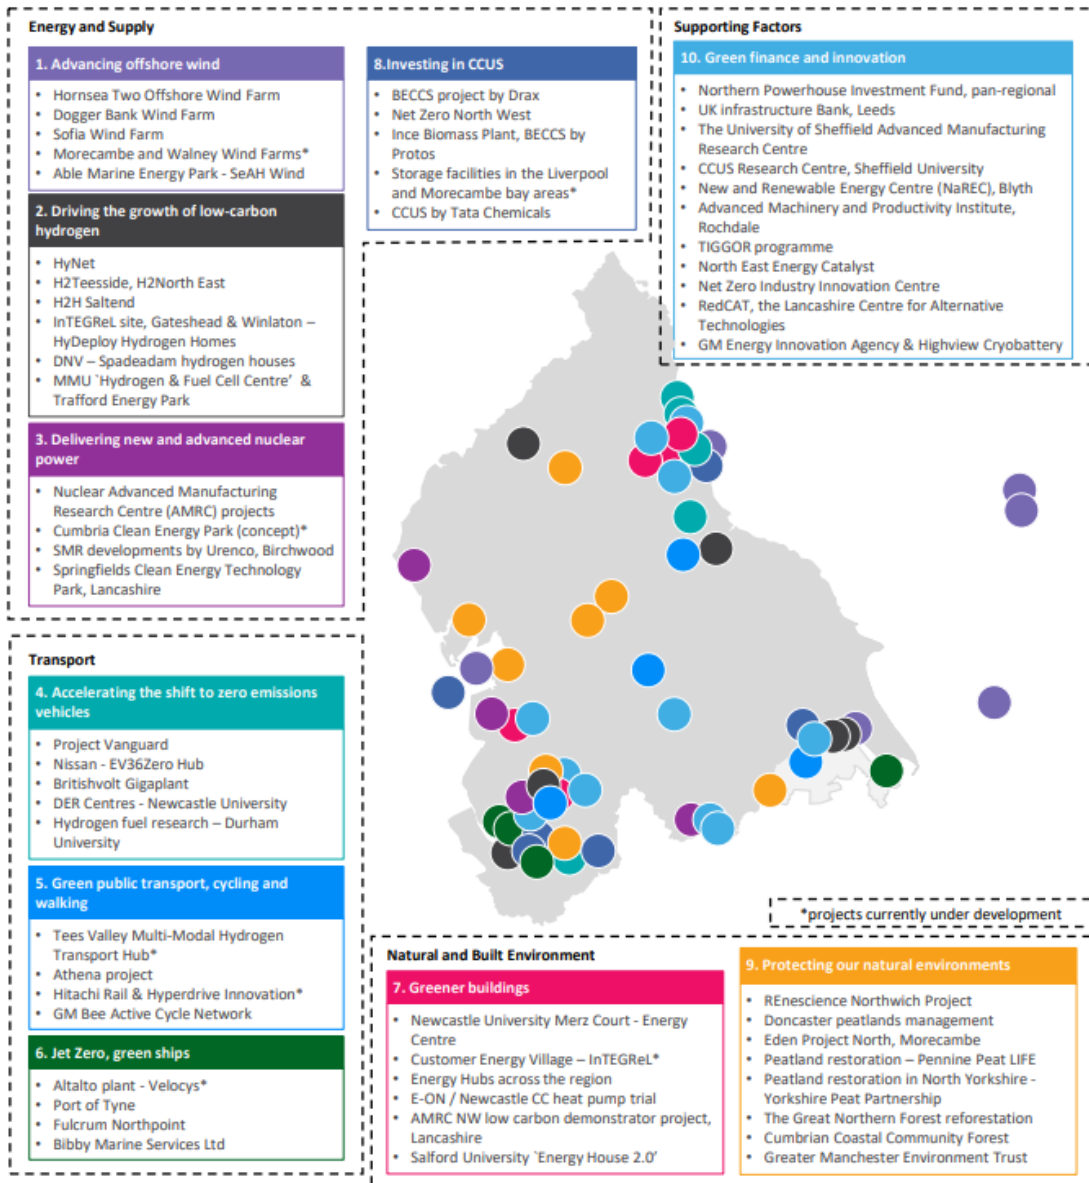 Energy and Supply
1. Advancing offshore wind
• Hornsea Two Offshore Wind Farm
• Dogger Bank Wind Farm
• Sofia Wind Farm
• Morecambe and Walney Wind Farms*
• Able Marine Energy Park - SeAH Wind
2. Driving the growth of low-carbon
hydrogen
• HyNet
• H2Teesside, H2North East
• H2H Saltend
• InTEGReL site, Gateshead & Winlaton –
HyDeploy Hydrogen Homes
• DNV – Spadeadam hydrogen houses
• MMU `Hydrogen & Fuel Cell Centre' &
Trafford Energy Park
3. Delivering new and advanced nuclear
power
• Nuclear Advanced Manufacturing
Research Centre (AMRC) projects
• Cumbria Clean Energy Park (concept)*
• SMR developments by Urenco, Birchwood
• Springfields Clean Energy Technology
Park, Lancashire
8.Investing in CCUS
• BECCS project by Drax
• Net Zero North West
• Ince Biomass Plant, BECCS by
Protos
• Storage facilities in the Liverpool
and Morecambe bay areas*
• CCUS by Tata Chemicals
Supporting Factors
10. Green finance and innovation
• Northern Powerhouse Investment Fund, pan-regional
• UK infrastructure Bank, Leeds
• The University of Sheffield Advanced Manufacturing
Research Centre
• CCUS Research Centre, Sheffield University
• New and Renewable Energy Centre (NaREC), Blyth
• Advanced Machinery and Productivity Institute,
Rochdale
• TIGGOR programme
• North East Energy Catalyst
• Net Zero Industry Innovation Centre
• RedCAT, the Lancashire Centre for Alternative
Technologies
• GM Energy Innovation Agency & Highview Cryobattery
Transport
4. Accelerating the shift to zero emissions
vehicles
• Project Vanguard
• Nissan - EV36Zero Hub
• Britishvolt Gigaplant
• DER Centres - Newcastle University
• Hydrogen fuel research – Durham
University
5. Green public transport, cycling and
walking
• Tees Valley Multi-Modal Hydrogen
Transport Hub*
• Athena project
• Hitachi Rail & Hyperdrive Innovation*
• GM Bee Active Cycle Network
6. Jet Zero, green ships
• Altalto plant - Velocys*
• Port of Tyne
• Fulcrum Northpoint
• Bibby Marine Services Ltd
*projects currently under development
Natural and Built Environment
7. Greener buildings
• Newcastle University Merz Court - Energy
Centre
• Customer Energy Village – InTEGReL*
• Energy Hubs across the region
• E-ON / Newcastle CC heat pump trial
• AMRC NW low carbon demonstrator project,
Lancashire
• Salford University `Energy House 2.0'
9. Protecting our natural environments
• REnescience Northwich Project
• Doncaster peatlands management
• Eden Project North, Morecambe
• Peatland restoration – Pennine Peat LIFE
• Peatland restoration in North Yorkshire -
Yorkshire Peat Partnership
• The Great Northern Forest reforestation
• Cumbrian Coastal Community Forest
• Greater Manchester Environment Trust